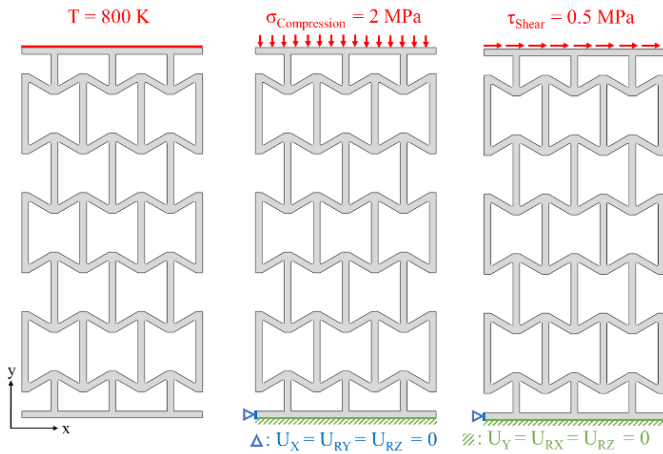 T = 800 K
σCompression = 2 MPa
τShear = 0.5 MPa
y
x
: UX = URY = URZ = 0
: UY = URX = URZ = 0